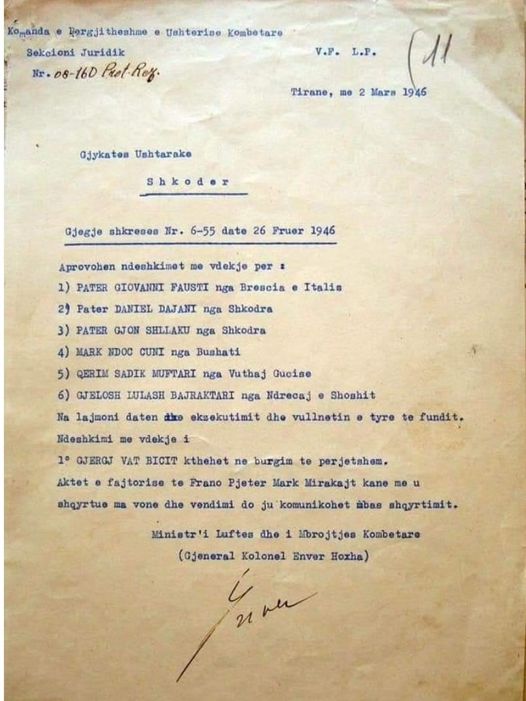 Komanda e Pergjitheshme e Ushterise Kombetare
Sekcioni Juridik V.F. L.P.
Nr. 08-160 Prot. Rez.
(11
Tirane, me 2 Mars 1946
Gjykates Ushtarake
Shkoder
Gjegje shkreses Nr. 6-55 date 26 Fruer 1946
Aprovohen ndeshkimet me vdekje per :
1) PATER GIOVANNI FAUSTI nga Brescia e Italis
2) Pater DANIEL DAJANI nga Shkodra
3) PATER GJON SHLLAKU nga Shkodra
4) MARK NDOC CUNI nga Bushati
5) QERIM SADIK MUFTARI nga Vuthaj Gucise
6) GJELOSH LULASH BAJRAKTARI nga Ndrecaj e Shoshit
Na lajmoni daten dhe ekzekutimit dhe vullnetin e tyre te fundit.
Ndeshkimi me vdekje i
1º GJERGJ VAT BICIT kthehet ne burgim te perjetshem.
Aktet e fajtorise te Frano Pjeter Mark Mirakajt kane me u
shqyrtue ma vone dhe vendimi do ju komunikohet mbas shqyrtimit.
Ministr'i Luftes dhe i Mbrojtjes Kombetare
(Gjeneral Kolonel Enver Hoxha)
Enver